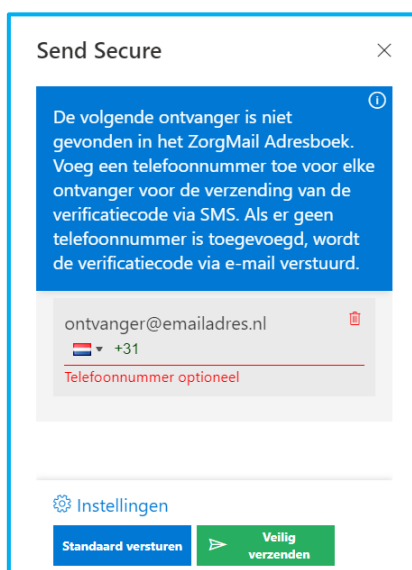 Send Secure
De volgende ontvanger is niet
gevonden in het ZorgMail Adresboek.
Voeg een telefoonnummer toe voor elke
ontvanger voor de verzending van de
verificatiecode via SMS. Als er geen
telefoonnummer is toegevoegd, wordt
de verificatiecode via e-mail verstuurd.
ontvanger@emailadres.nl
+31
Telefoonnummer optioneel
Instellingen
Standaard versturen
Veilig
verzenden